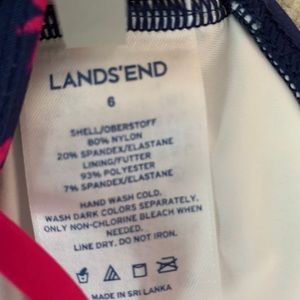 LANDS'END
6
SHELL/OBERSTOFF
80% NYLON
20% SPANDEX/ELASTANE
LINING/FUTTER
93% POLYESTER
7% SPANDEX/ELASTANE
HAND WASH COLD.
WASH DARK COLORS SEPARATELY.
ONLY NON-CHLORINE BLEACH WHEN
NEEDED.
LINE DRY. DO NOT IRON.
MADE IN SRI LANKA